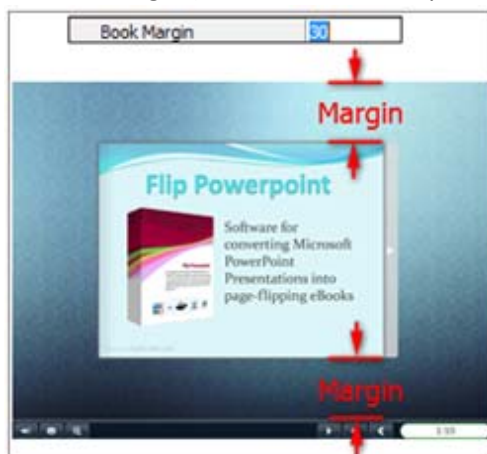 Book Margin 30
Margin
Flip Powerpoint
Software for
converting Microsoft
PowerPoint
Presentations into
page-flipping eBooks
Margin